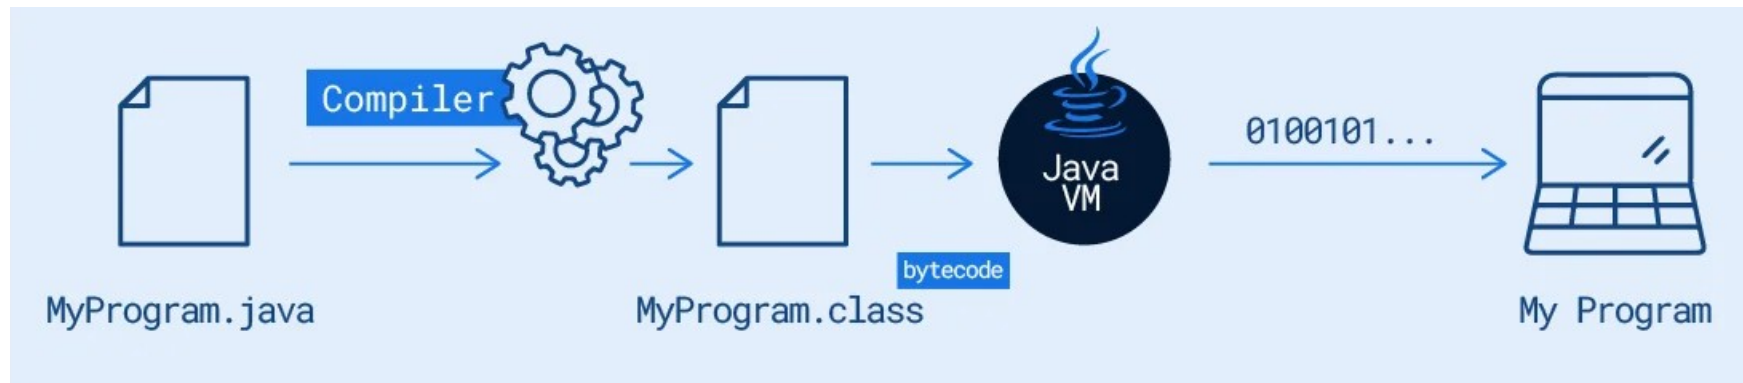 Compiler
0100101...
Java
VM
bytecode
MyProgram.java
MyProgram.class
My Program